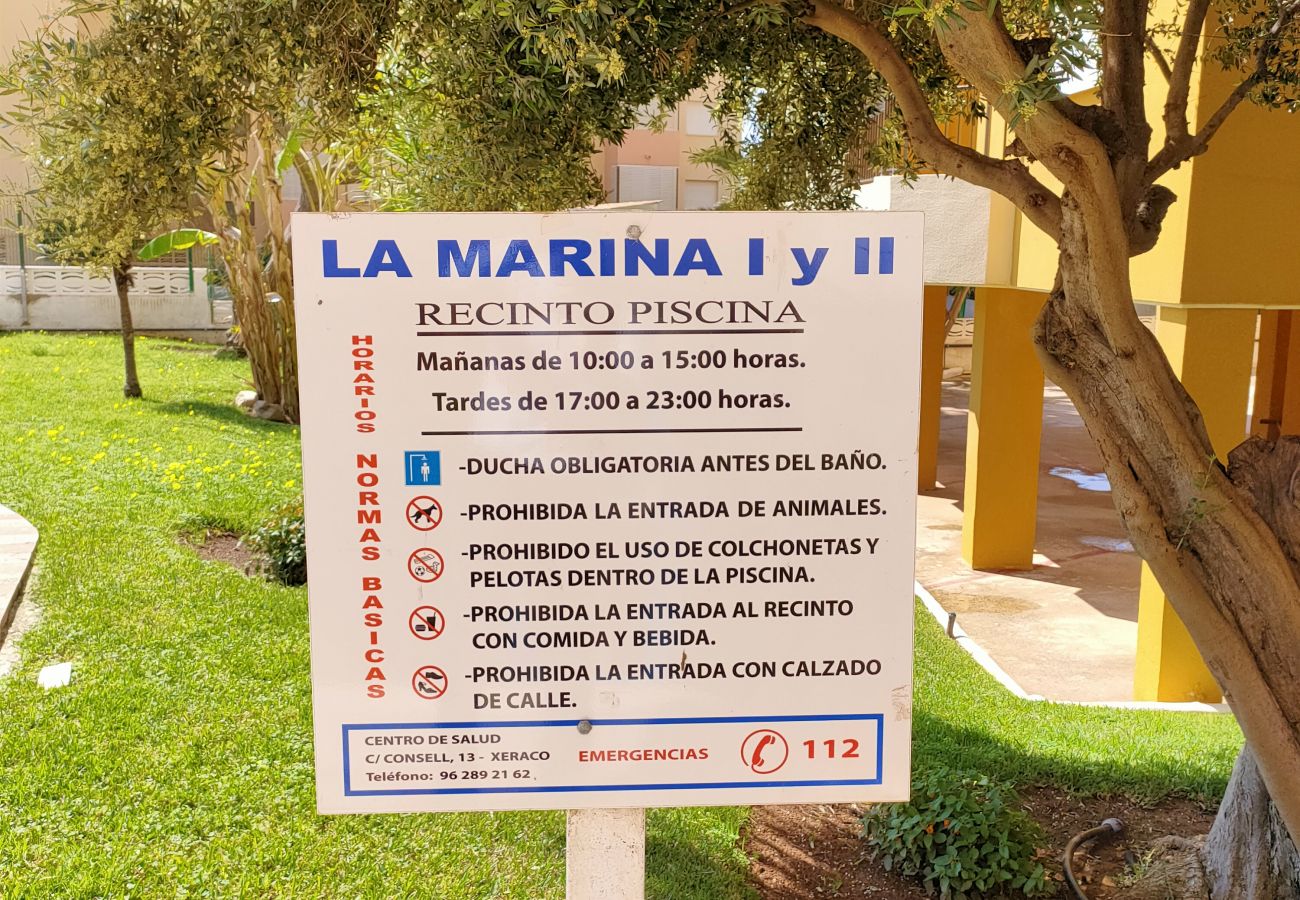 LA MARINA I y II
RECINTO PISCINA
HORARIOS
Mañanas de 10:00 a 15:00 horas.
Tardes de 17:00 a 23:00 horas.
NORMAS BASICAS
-DUCHA OBLIGATORIA ANTES DEL BAÑO.
-PROHIBIDA LA ENTRADA DE ANIMALES.
-PROHIBIDO EL USO DE COLCHONETAS Y
PELOTAS DENTRO DE LA PISCINA.
-PROHIBIDA LA ENTRADA AL RECINTO
CON COMIDA Y BEBIDA.
-PROHIBIDA LA ENTRADA CON CALZADO
DE CALLE.
CENTRO DE SALUD
C/ CONSELL, 13 - XERACO
Teléfono: 96 289 21 62
EMERGENCIAS 112